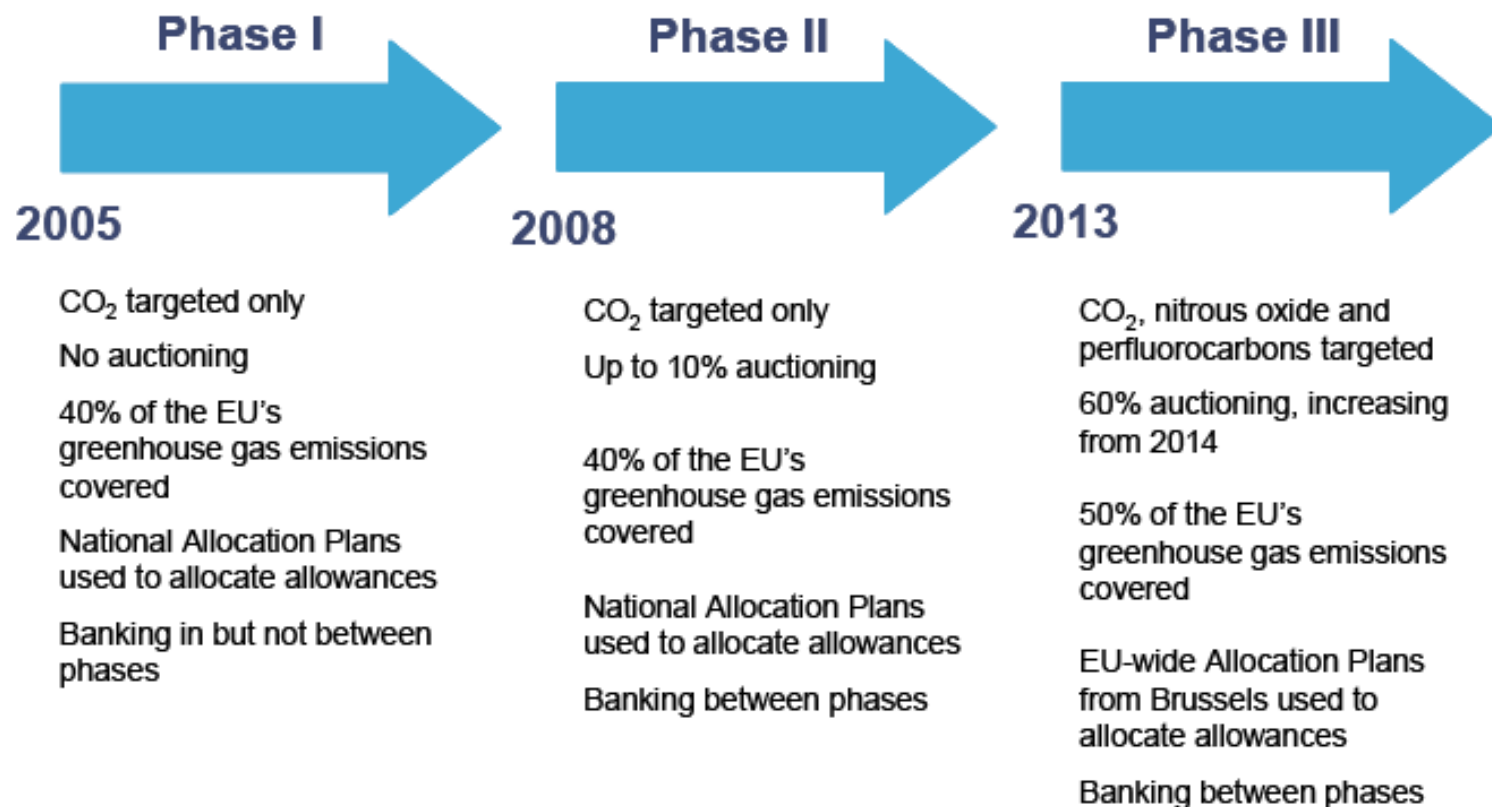 Phase I
2005
CO₂ targeted only
No auctioning
40% of the EU's
greenhouse gas emissions
covered
National Allocation Plans
used to allocate allowances
Banking in but not between
phases
Phase II
2008
CO₂ targeted only
Up to 10% auctioning
40% of the EU's
greenhouse gas emissions
covered
National Allocation Plans
used to allocate allowances
Banking between phases
Phase III
2013
CO₂, nitrous oxide and
perfluorocarbons targeted
60% auctioning, increasing
from 2014
50% of the EU's
greenhouse gas emissions
covered
EU-wide Allocation Plans
from Brussels used to
allocate allowances
Banking between phases